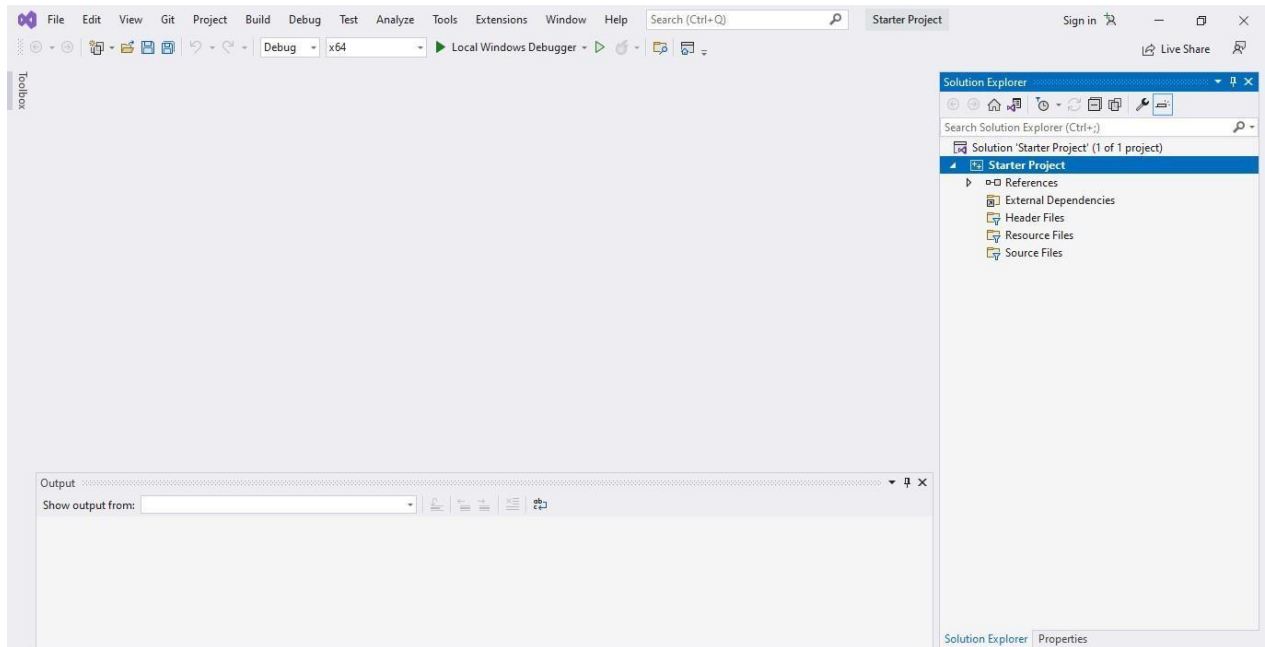 File Edit View Git Project Build Debug Test Analyze Tools Extensions Window Help Search (Ctrl+Q) Starter Project Sign in
Debug x64 Local Windows Debugger Live Share
Toolbox
Solution Explorer
Search Solution Explorer (Ctrl+;)
Solution 'Starter Project' (1 of 1 project)
Starter Project
References
External Dependencies
Header Files
Resource Files
Source Files
Output
Show output from:
Solution Explorer Properties